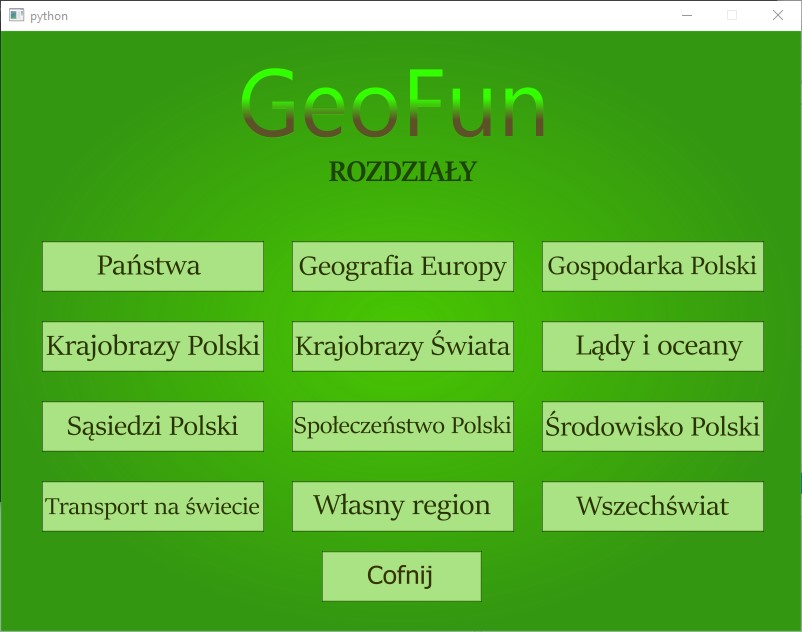 python
GeoFun
ROZDZIAŁY
Państwa
Geografia Europy
Gospodarka Polski
Krajobrazy Polski
Krajobrazy Świata
Lądy i oceany
Sąsiedzi Polski
Społeczeństwo Polski
Środowisko Polski
Transport na świecie
Własny region
Wszechświat
Cofnij